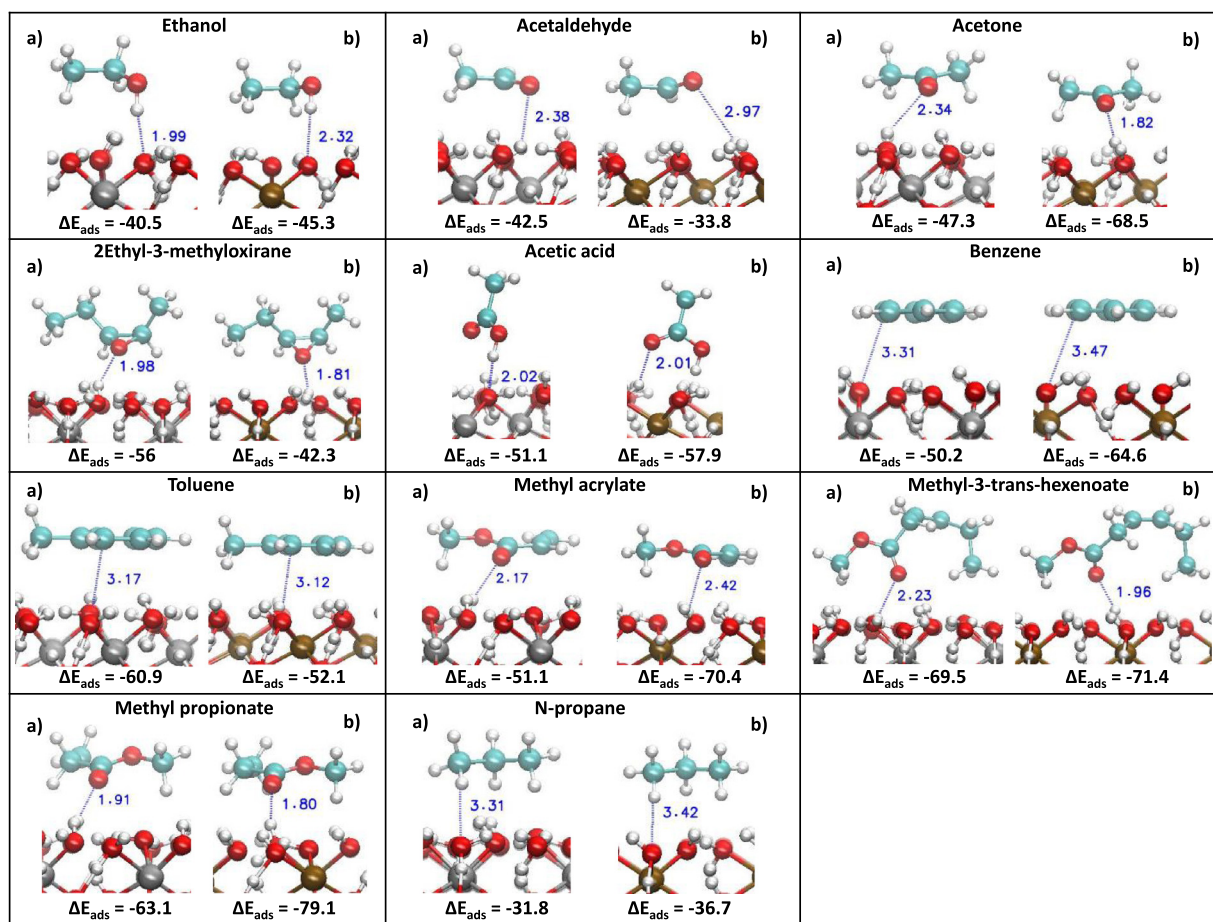 Ethanol
a) b)
1.99 2.32
ΔEads = -40.5 ΔEads = -45.3
Acetaldehyde
a) b)
2.38 2.97
ΔEads = -42.5 ΔEads = -33.8
Acetone
a) b)
2.34 1.82
ΔEads = -47.3 ΔEads = -68.5
2Ethyl-3-methyloxirane
a) b)
1.98 1.81
ΔEads = -56 ΔEads = -42.3
Acetic acid
a) b)
2.02 2.01
ΔEads = -51.1 ΔEads = -57.9
Benzene
a) b)
3.31 3.47
ΔEads = -50.2 ΔEads = -64.6
Toluene
a) b)
3.17 3.12
ΔEads = -60.9 ΔEads = -52.1
Methyl acrylate
a) b)
2.17 2.42
ΔEads = -51.1 ΔEads = -70.4
Methyl-3-trans-hexenoate
a) b)
2.23 1.96
ΔEads = -69.5 ΔEads = -71.4
Methyl propionate
a) b)
1.91 1.80
ΔEads = -63.1 ΔEads = -79.1
N-propane
a) b)
3.31 3.42
ΔEads = -31.8 ΔEads = -36.7